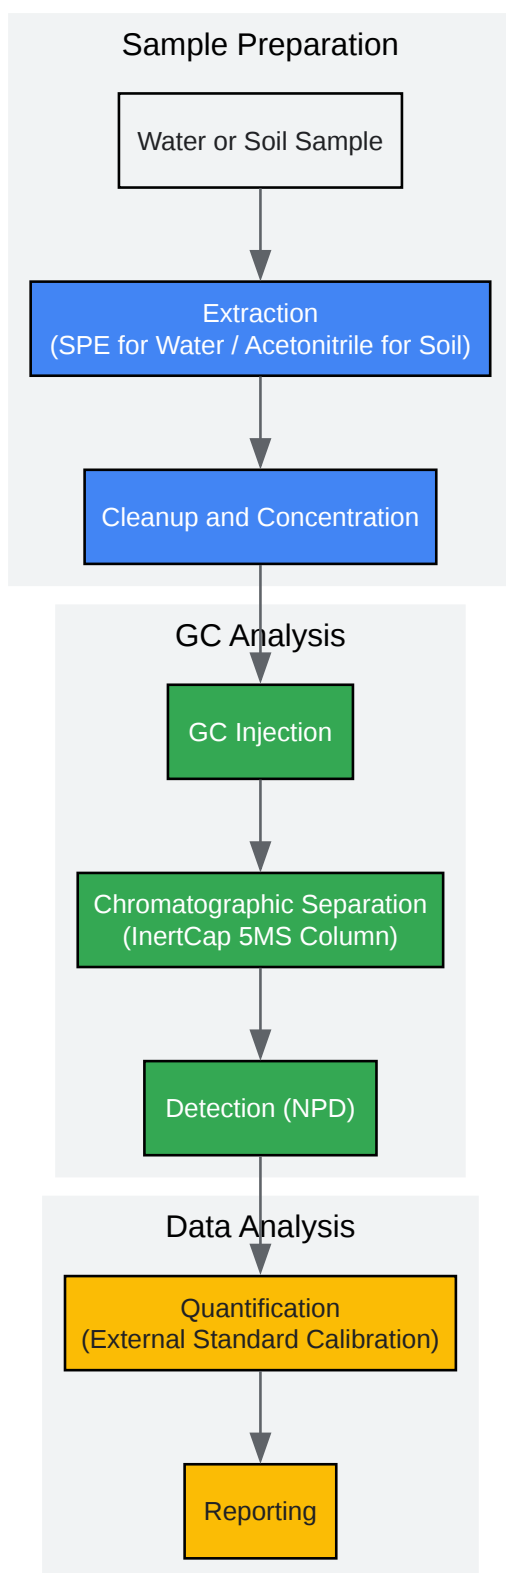 Sample Preparation
Water or Soil Sample
Extraction
(SPE for Water / Acetonitrile for Soil)
Cleanup and Concentration
GC Analysis
GC Injection
Chromatographic Separation
(InertCap 5MS Column)
Detection (NPD)
Data Analysis
Quantification
(External Standard Calibration)
Reporting